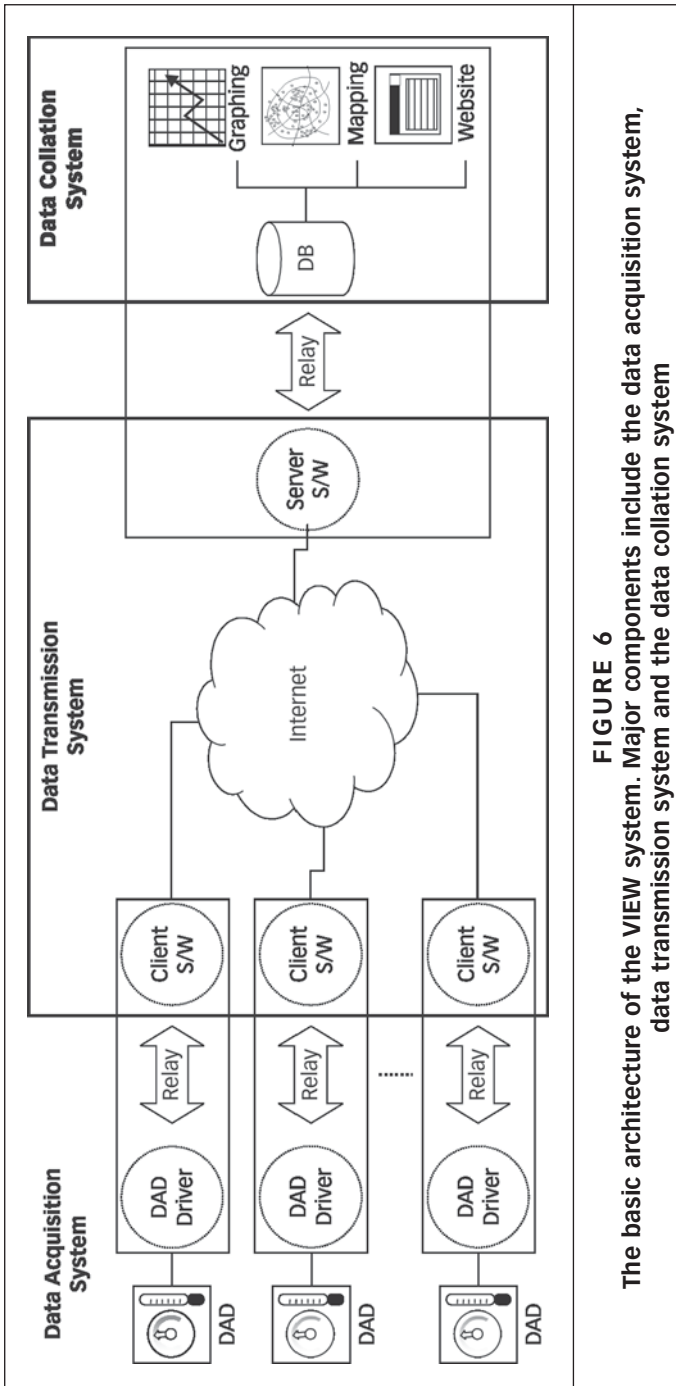 Data Acquisition
System
Data Transmission
System
Data Collation
System
DAD
DAD
Driver
Relay
Client
S/W
DAD
DAD
Driver
Relay
Client
S/W
DAD
DAD
Driver
Relay
Client
S/W
Internet
Server
S/W
Relay
DB
Graphing
Mapping
Website
FIGURE 6
The basic architecture of the VIEW system. Major components include the data acquisition system,
data transmission system and the data collation system